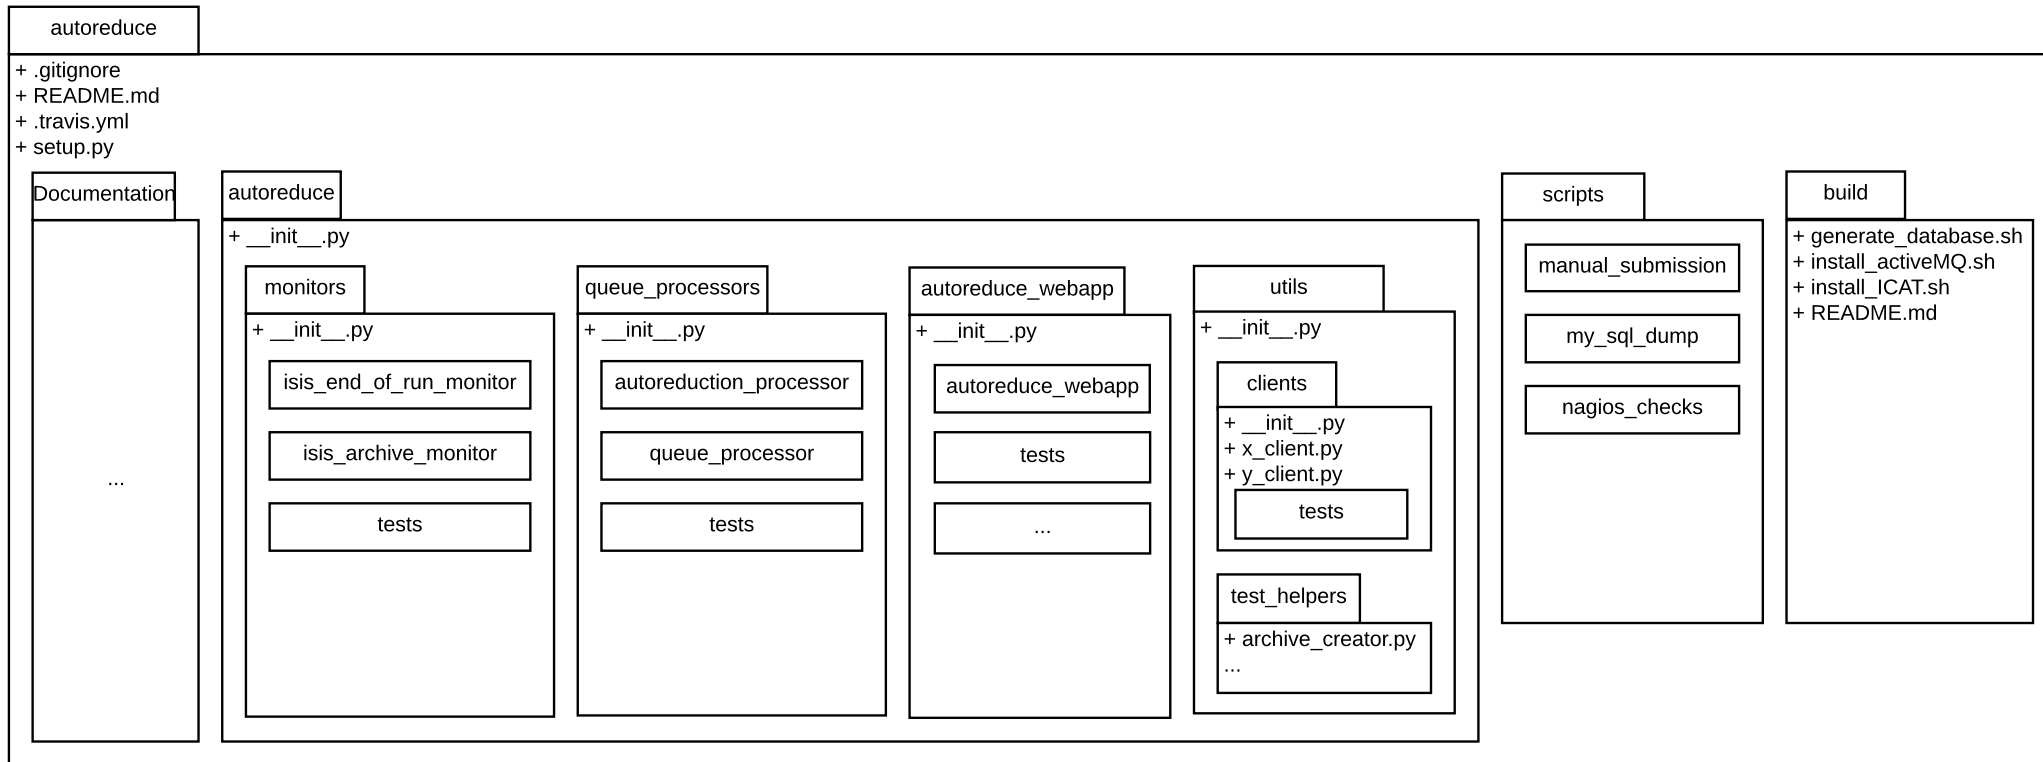 autoreduce
+ .gitignore
+ README.md
+ .travis.yml
+ setup.py
Documentation
...
autoreduce
+ __init__.py
monitors
+ __init__.py
isis_end_of_run_monitor
isis_archive_monitor
tests
queue_processors
+ __init__.py
autoreduction_processor
queue_processor
tests
autoreduce_webapp
+ __init__.py
autoreduce_webapp
tests
...
utils
+ __init__.py
clients
+ __init__.py
+ x_client.py
+ y_client.py
tests
test_helpers
+ archive_creator.py
...
scripts
manual_submission
my_sql_dump
nagios_checks
build
+ generate_database.sh
+ install_activeMQ.sh
+ install_ICAT.sh
+ README.md